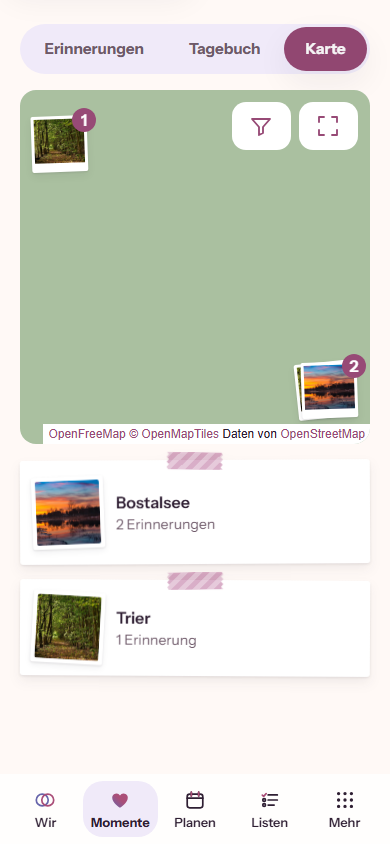 Erinnerungen Tagebuch Karte
1
2
OpenFreeMap © OpenMapTiles Daten von OpenStreetMap
Bostalsee
2 Erinnerungen
Trier
1 Erinnerung
Wir Momente Planen Listen Mehr